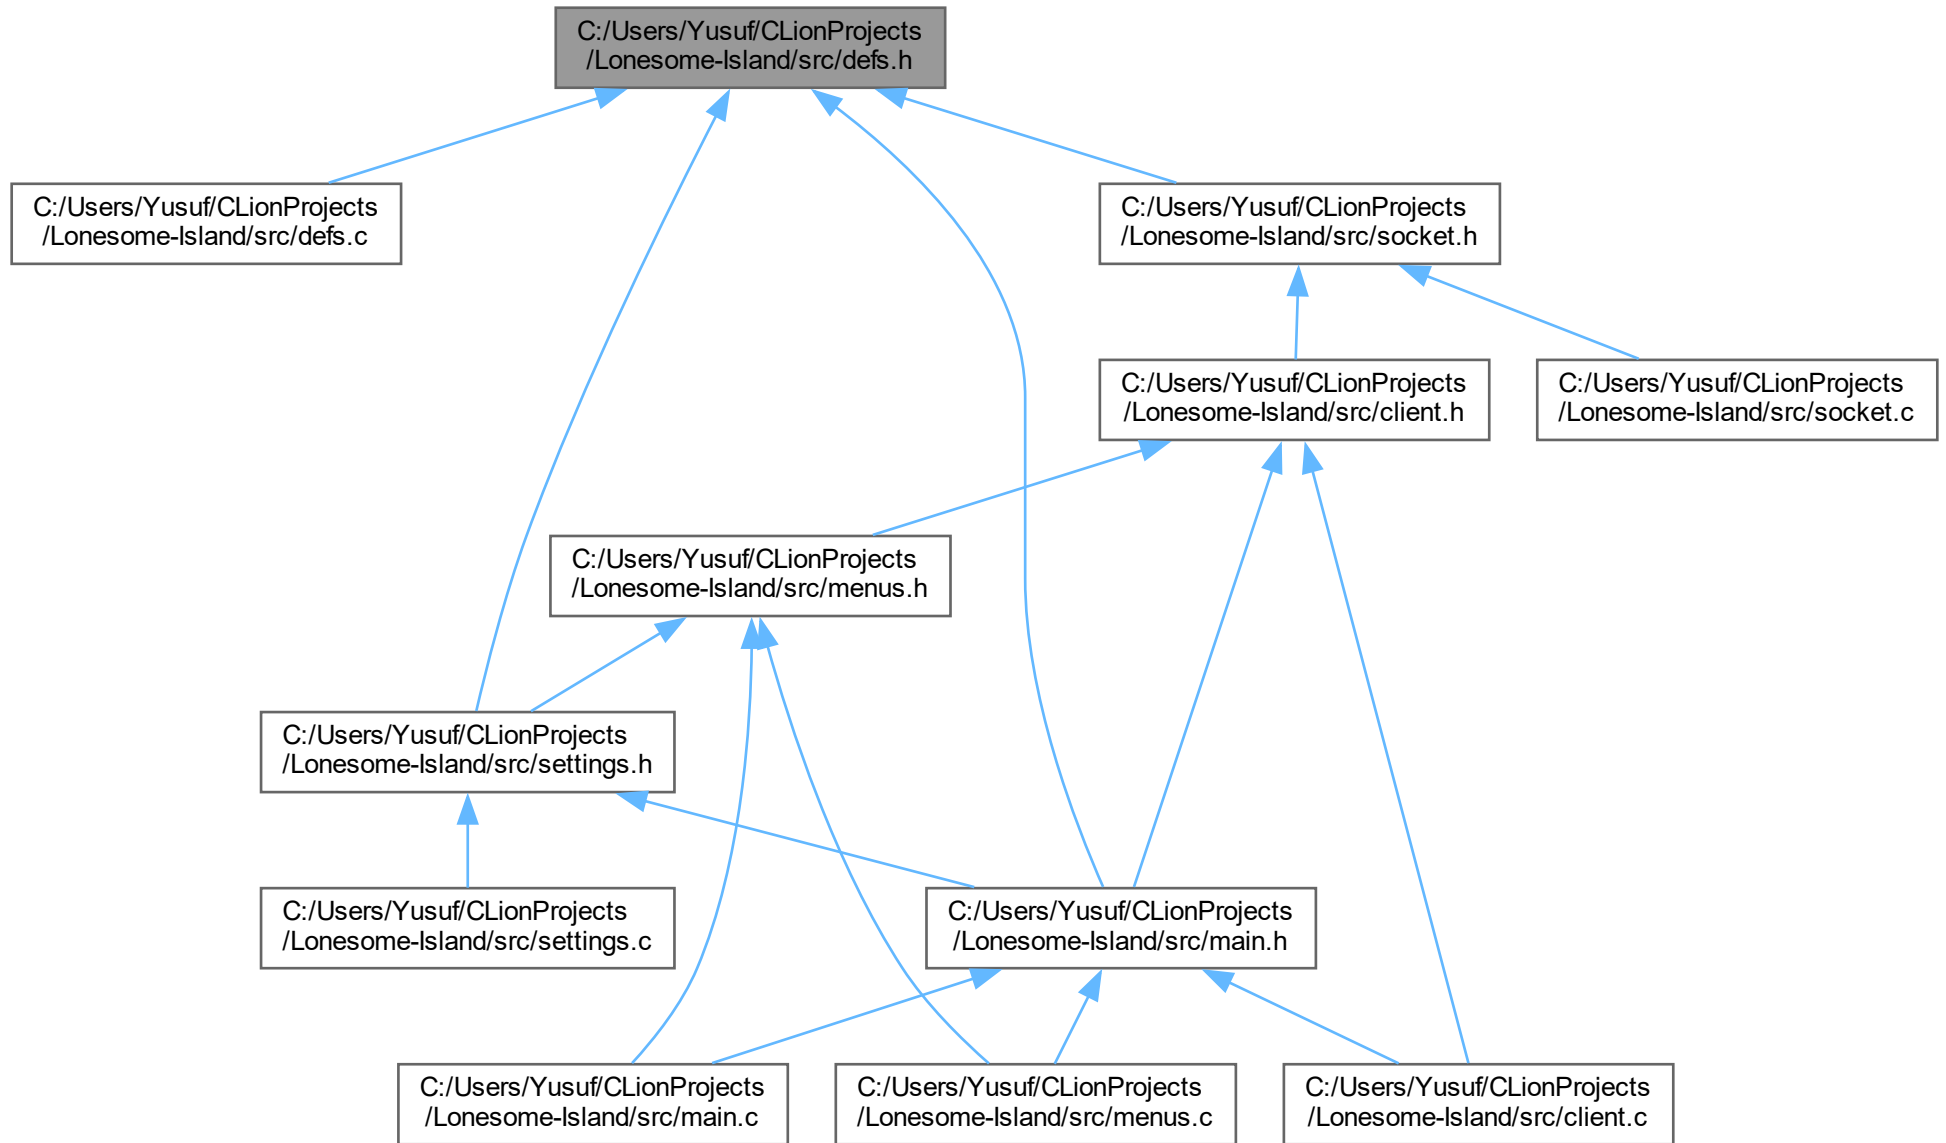 C:/Users/Yusuf/CLionProjects
/Lonesome-Island/src/defs.h
C:/Users/Yusuf/CLionProjects
/Lonesome-Island/src/defs.c
C:/Users/Yusuf/CLionProjects
/Lonesome-Island/src/socket.h
C:/Users/Yusuf/CLionProjects
/Lonesome-Island/src/client.h
C:/Users/Yusuf/CLionProjects
/Lonesome-Island/src/socket.c
C:/Users/Yusuf/CLionProjects
/Lonesome-Island/src/menus.h
C:/Users/Yusuf/CLionProjects
/Lonesome-Island/src/settings.h
C:/Users/Yusuf/CLionProjects
/Lonesome-Island/src/settings.c
C:/Users/Yusuf/CLionProjects
/Lonesome-Island/src/main.h
C:/Users/Yusuf/CLionProjects
/Lonesome-Island/src/main.c
C:/Users/Yusuf/CLionProjects
/Lonesome-Island/src/menus.c
C:/Users/Yusuf/CLionProjects
/Lonesome-Island/src/client.c